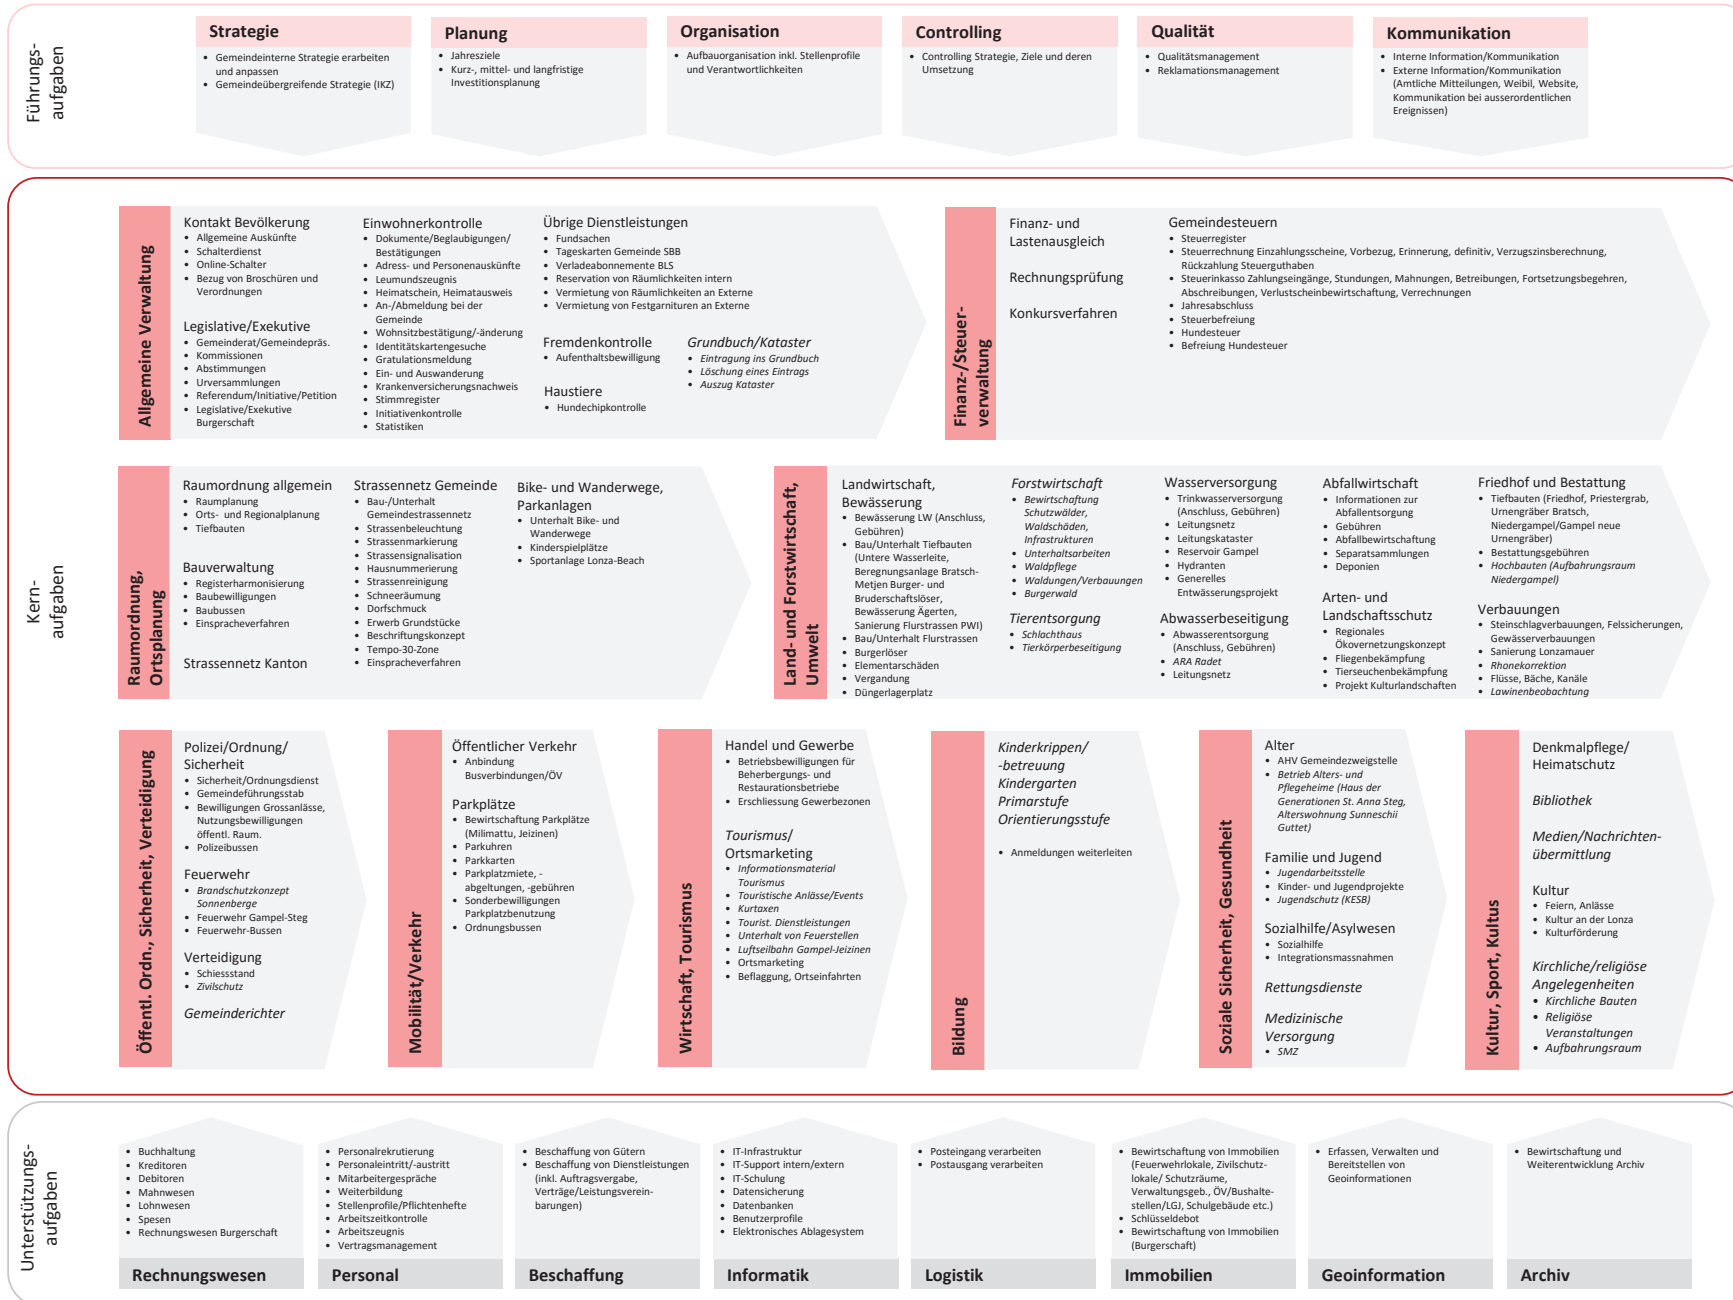 Führungs-
aufgaben
Strategie
• Gemeindeinterne Strategie erarbeiten
und anpassen
• Gemeindeübergreifende Strategie (IKZ)
Planung
• Jahresziele
• Kurz-, mittel- und langfristige
Investitionsplanung
Organisation
• Aufbauorganisation inkl. Stellenprofile
und Verantwortlichkeiten
Controlling
• Controlling Strategie, Ziele und deren
Umsetzung
Qualität
• Qualitätsmanagement
• Reklamationsmanagement
Kommunikation
• Interne Information/Kommunikation
• Externe Information/Kommunikation
(Amtliche Mitteilungen, Weibil, Website,
Kommunikation bei ausserordentlichen
Ereignissen)
Kern-
aufgaben
Allgemeine Verwaltung
Kontakt Bevölkerung
• Allgemeine Auskünfte
• Schalterdienst
• Online-Schalter
• Bezug von Broschüren und
Verordnungen
Legislative/Exekutive
• Gemeinderat/Gemeindepräs.
• Kommissionen
• Abstimmungen
• Urversammlungen
• Referendum/Initiative/Petition
• Legislative/Exekutive
Burgerschaft
Einwohnerkontrolle
• Dokumente/Beglaubigungen/
Bestätigungen
• Adress- und Personenauskünfte
• Leumundszeugnis
• Heimatschein, Heimatausweis
• An-/Abmeldung bei der
Gemeinde
• Wohnsitzbestätigung/-änderung
• Identitätskartengesuche
• Gratulationsmeldung
• Ein- und Auswanderung
• Krankenversicherungsnachweis
• Stimmregister
• Initiativenkontrolle
• Statistiken
Übrige Dienstleistungen
• Fundsachen
• Tageskarten Gemeinde SBB
• Verladeabonnemente BLS
• Reservation von Räumlichkeiten intern
• Vermietung von Räumlichkeiten an Externe
• Vermietung von Festgarnituren an Externe
Fremdenkontrolle
• Aufenthaltsbewilligung
Haustiere
• Hundechipkontrolle
Grundbuch/Kataster
• Eintragung ins Grundbuch
• Löschung eines Eintrags
• Auszug Kataster
Finanz-/Steuer-
verwaltung
Finanz- und
Lastenausgleich
Rechnungsprüfung
Konkursverfahren
Gemeindesteuern
• Steuerregister
• Steuerrechnung Einzahlungsscheine, Vorbezug, Erinnerung, definitiv, Verzugszinsberechnung,
Rückzahlung Steuerguthaben
• Steuerinkasso Zahlungseingänge, Stundungen, Mahnungen, Betreibungen, Fortsetzungsbegehren,
Abschreibungen, Verlustscheinbewirtschaftung, Verrechnungen
• Jahresabschluss
• Steuerbefreiung
• Hundesteuer
• Befreiung Hundesteuer
Raumordnung,
Ortsplanung
Raumordnung allgemein
• Raumplanung
• Orts- und Regionalplanung
• Tiefbauten
Bauverwaltung
• Registerharmonisierung
• Baubewilligungen
• Baubussen
• Einspracheverfahren
Strassennetz Kanton
Strassennetz Gemeinde
• Bau-/Unterhalt
Gemeindestrassennetz
• Strassenbeleuchtung
• Strassenmarkierung
• Strassensignalisation
• Hausnummerierung
• Strassenreinigung
• Schneeräumung
• Dorfschmuck
• Erwerb Grundstücke
• Beschriftungskonzept
• Tempo-30-Zone
• Einspracheverfahren
Bike- und Wanderwege,
Parkanlagen
• Unterhalt Bike- und
Wanderwege
• Kinderspielplätze
• Sportanlage Lonza-Beach
Land- und Forstwirtschaft,
Umwelt
Landwirtschaft,
Bewässerung
• Bewässerung LW (Anschluss,
Gebühren)
• Bau/Unterhalt Tiefbauten
(Untere Wasserleite,
Beregnungsanlage Bratsch-
Metjen Burger- und
Bruderschaftslöser,
Bewässerung Ägerten,
Sanierung Flurstrassen PWI)
• Bau/Unterhalt Flurstrassen
• Burgerlöser
• Elementarschäden
• Vergandung
• Düngerlagerplatz
Forstwirtschaft
• Bewirtschaftung
Schutzwälder,
Waldschäden,
Infrastrukturen
• Unterhaltsarbeiten
• Waldpflege
• Waldungen/Verbauungen
• Burgerwald
Tierentsorgung
• Schlachthaus
• Tierkörperbeseitigung
Wasserversorgung
• Trinkwasserversorgung
(Anschluss, Gebühren)
• Leitungsnetz
• Leitungskataster
• Reservoir Gampel
• Hydranten
• Generelles
Entwässerungsprojekt
Abwasserbeseitigung
• Abwasserentsorgung
(Anschluss, Gebühren)
• ARA Radet
• Leitungsnetz
Abfallwirtschaft
• Informationen zur
Abfallentsorgung
• Gebühren
• Abfallbewirtschaftung
• Separatsammlungen
• Deponien
Arten- und
Landschaftsschutz
• Regionales
Ökovernetzungskonzept
• Fliegenbekämpfung
• Tierseuchenbekämpfung
• Projekt Kulturlandschaften
Friedhof und Bestattung
• Tiefbauten (Friedhof, Priestergrab,
Urnengräber Bratsch,
Niedergampel/Gampel neue
Urnengräber)
• Bestattungsgebühren
• Hochbauten (Aufbahrungsraum
Niedergampel)
Verbauungen
• Steinschlagverbauungen, Felssicherungen,
Gewässerverbauungen
• Sanierung Lonzamauer
• Rhonekorrektion
• Flüsse, Bäche, Kanäle
• Lawinenbeobachtung
Öffentl. Ordn., Sicherheit, Verteidigung
Polizei/Ordnung/
Sicherheit
• Sicherheit/Ordnungsdienst
• Gemeindeführungsstab
• Bewilligungen Grossanlässe,
Nutzungsbewilligungen
öffentl. Raum.
• Polizeibussen
Feuerwehr
• Brandschutzkonzept
Sonnenberge
• Feuerwehr Gampel-Steg
• Feuerwehr-Bussen
Verteidigung
• Schiessstand
• Zivilschutz
Gemeinderichter
Mobilität/Verkehr
Öffentlicher Verkehr
• Anbindung
Busverbindungen/ÖV
Parkplätze
• Bewirtschaftung Parkplätze
(Milimattu, Jeizinen)
• Parkuhren
• Parkkarten
• Parkplatzmiete, -
abgeltungen, -gebühren
• Sonderbewilligungen
Parkplatzbenutzung
• Ordnungsbussen
Wirtschaft, Tourismus
Handel und Gewerbe
• Betriebsbewilligungen für
Beherbergungs- und
Restaurationsbetriebe
• Erschliessung Gewerbezonen
Tourismus/
Ortsmarketing
• Informationsmaterial
Tourismus
• Touristische Anlässe/Events
• Kurtaxen
• Tourist. Dienstleistungen
• Unterhalt von Feuerstellen
• Luftseilbahn Gampel-Jeizinen
• Ortsmarketing
• Beflaggung, Ortseinfahrten
Bildung
Kinderkrippen/
-betreuung
Kindergarten
Primarstufe
Orientierungsstufe
• Anmeldungen weiterleiten
Soziale Sicherheit, Gesundheit
Alter
• AHV Gemeindezweigstelle
• Betrieb Alters- und
Pflegeheime (Haus der
Generationen St. Anna Steg,
Alterswohnung Sunneschii
Guttet)
Familie und Jugend
• Jugendarbeitsstelle
• Kinder- und Jugendprojekte
• Jugendschutz (KESB)
Sozialhilfe/Asylwesen
• Sozialhilfe
• Integrationsmassnahmen
Rettungsdienste
Medizinische
Versorgung
• SMZ
Kultur, Sport, Kultus
Denkmalpflege/
Heimatschutz
Bibliothek
Medien/Nachrichten-
übermittlung
Kultur
• Feiern, Anlässe
• Kultur an der Lonza
• Kulturförderung
Kirchliche/religiöse
Angelegenheiten
• Kirchliche Bauten
• Religiöse
Veranstaltungen
• Aufbahrungsraum
Unterstützungs-
aufgaben
• Buchhaltung
• Kreditoren
• Debitoren
• Mahnwesen
• Lohnwesen
• Spesen
• Rechnungswesen Burgerschaft
Rechnungswesen
• Personalrekrutierung
• Personaleintritt/-austritt
• Mitarbeitergespräche
• Weiterbildung
• Stellenprofile/Pflichtenhefte
• Arbeitszeitkontrolle
• Arbeitszeugnis
• Vertragsmanagement
Personal
• Beschaffung von Gütern
• Beschaffung von Dienstleistungen
(inkl. Auftragsvergabe,
Verträge/Leistungsverein-
barungen)
Beschaffung
• IT-Infrastruktur
• IT-Support intern/extern
• IT-Schulung
• Datensicherung
• Datenbanken
• Benutzerprofile
• Elektronisches Ablagesystem
Informatik
• Posteingang verarbeiten
• Postausgang verarbeiten
Logistik
• Bewirtschaftung von Immobilien
(Feuerwehrlokale, Zivilschutz-
lokale/ Schutzräume,
Verwaltungsgeb., ÖV/Bushalte-
stellen/LGJ, Schulgebäude etc.)
• Schlüsseldebot
• Bewirtschaftung von Immobilien
(Burgerschaft)
Immobilien
• Erfassen, Verwalten und
Bereitstellen von
Geoinformationen
Geoinformation
• Bewirtschaftung und
Weiterentwicklung Archiv
Archiv